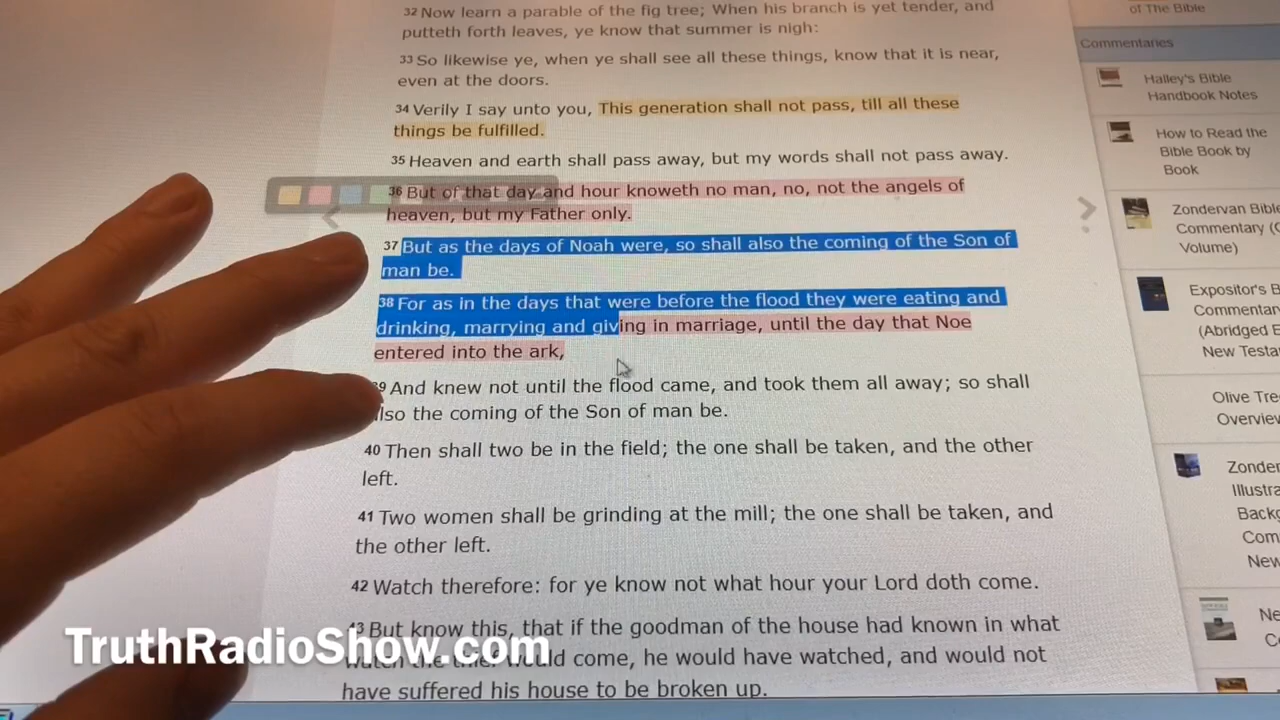 32 Now learn a parable of the fig tree; When his branch is yet tender, and
putteth forth leaves, ye know that summer is nigh:
33 So likewise ye, when ye shall see all these things, know that it is near,
even at the doors.
34 Verily I say unto you, This generation shall not pass, till all these
things be fulfilled.
35 Heaven and earth shall pass away, but my words shall not pass away.
36 But of that day and hour knoweth no man, no, not the angels of
heaven, but my Father only.
37 But as the days of Noah were, so shall also the coming of the Son of
man be.
38 For as in the days that were before the flood they were eating and
drinking, marrying and giving in marriage, until the day that Noe
entered into the ark,
And knew not until the flood came, and took them all away; so shall
the coming of the Son of man be.
40 Then shall two be in the field; the one shall be taken, and the other
left.
41 Two women shall be grinding at the mill; the one shall be taken, and
the other left.
42 Watch therefore: for ye know not what hour your Lord doth come.
43 But know this, that if the goodman of the house had known in what
watch the thief would come, he would have watched, and would not
have suffered his house to be broken up.
of The Bible
Commentaries
Halley's Bible
Handbook Notes
How to Read the
Bible Book by
Book
Zondervan Bible
Commentary
Volume)
Expositor's
(Abridged
Olive
TruthRadioShow.com